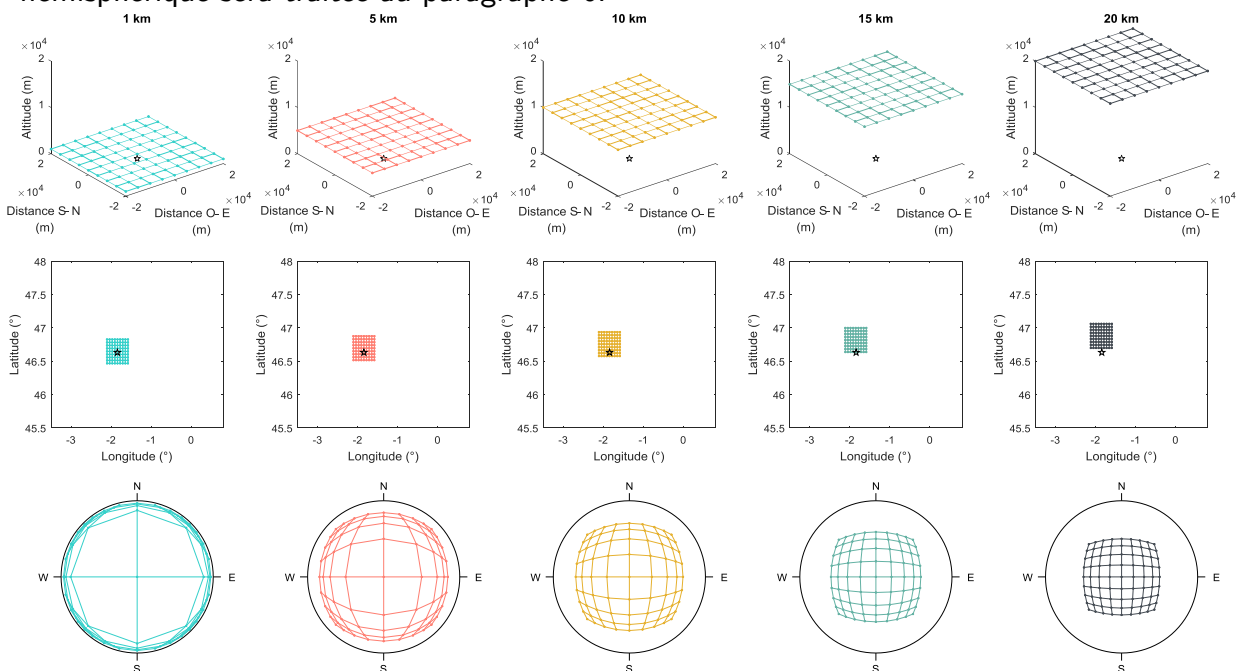 1 km 5 km 10 km 15 km 20 km
× 10⁴ × 10⁴ × 10⁴ × 10⁴ × 10⁴
2 2 2 2 2
Altitude (m) Altitude (m) Altitude (m) Altitude (m) Altitude (m)
1 1 1 1 1
0 0 0 0 0
2 2 2 2 2
0 2 0 2 0 2 0 2 0 2
× 10⁴ 0 × 10⁴ × 10⁴ 0 × 10⁴ × 10⁴ 0 × 10⁴ × 10⁴ 0 × 10⁴ × 10⁴ 0 × 10⁴
-2 -2 -2 -2 -2 -2 -2 -2 -2 -2
Distance S-N Distance O-E Distance S-N Distance O-E Distance S-N Distance O-E Distance S-N Distance O-E Distance S-N Distance O-E
(m) (m) (m) (m) (m) (m) (m) (m) (m) (m)
48 48 48 48 48
47.5 47.5 47.5 47.5 47.5
47 47 47 47 47
Latitude (°) Latitude (°) Latitude (°) Latitude (°) Latitude (°)
46.5 46.5 46.5 46.5 46.5
46 46 46 46 46
45.5 45.5 45.5 45.5 45.5
-3 -2 -1 0 -3 -2 -1 0 -3 -2 -1 0 -3 -2 -1 0 -3 -2 -1 0
Longitude (°) Longitude (°) Longitude (°) Longitude (°) Longitude (°)
N N N N N
W E W E W E W E W E
S S S S S